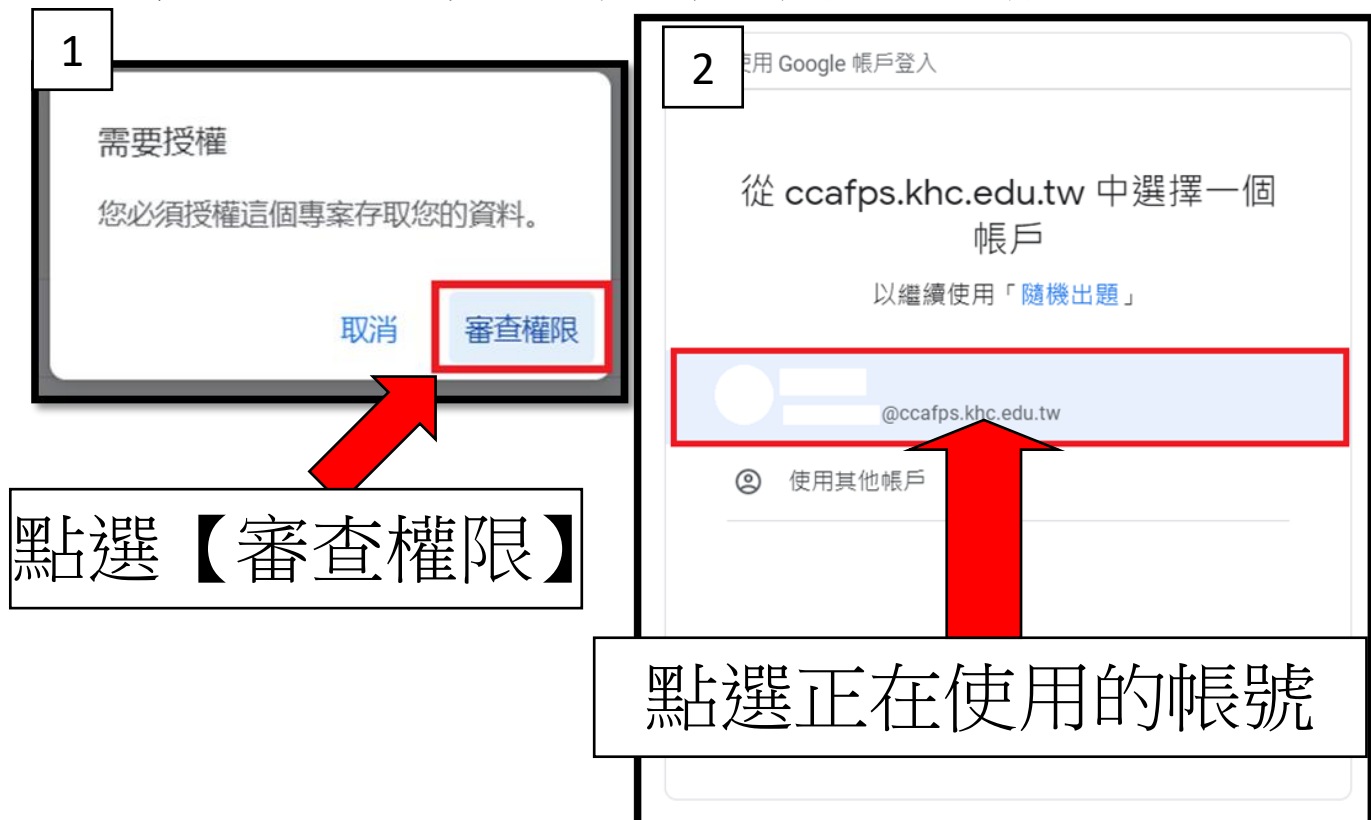 1
需要授權
您必須授權這個專案存取您的資料。
取消
審查權限
點選【審查權限】
2
用 Google 帳戶登入
從 ccafps.khc.edu.tw 中選擇一個
帳戶
以繼續使用「隨機出題」
@ccafps.khc.edu.tw
使用其他帳戶
點選正在使用的帳號